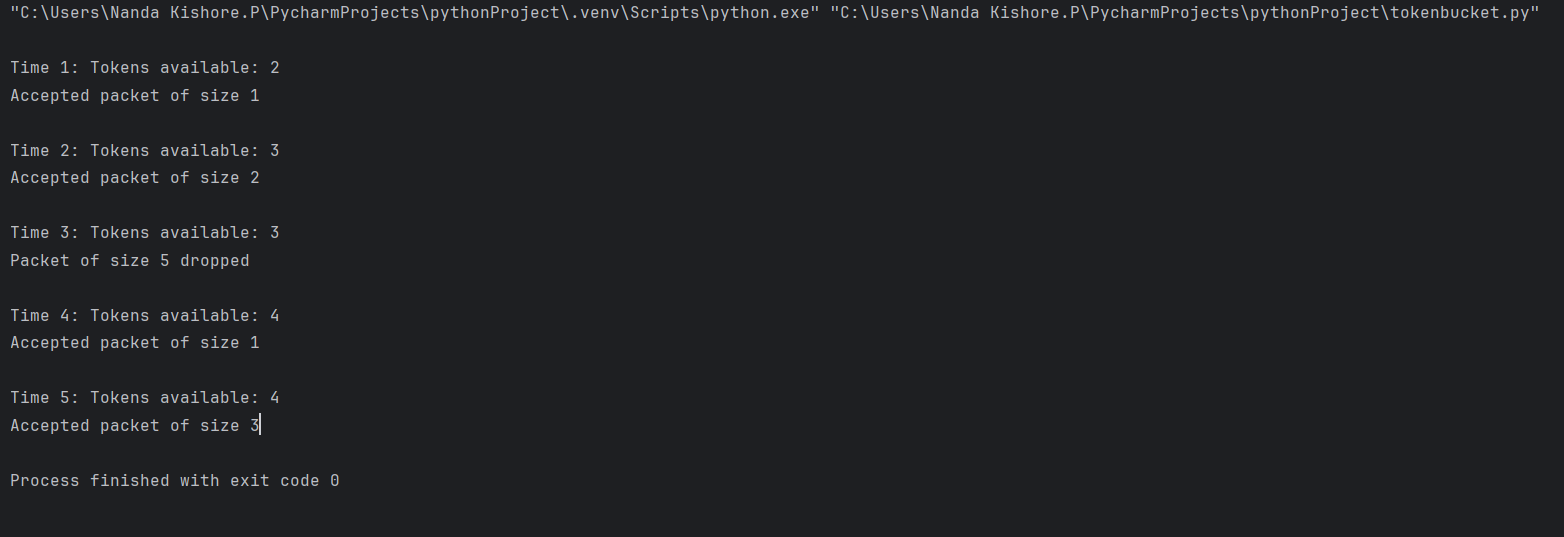 "C:\Users\Nanda Kishore.P\PycharmProjects\pythonProject\.venv\Scripts\python.exe" "C:\Users\Nanda Kishore.P\PycharmProjects\pythonProject\tokenbucket.py"
Time 1: Tokens available: 2
Accepted packet of size 1
Time 2: Tokens available: 3
Accepted packet of size 2
Time 3: Tokens available: 3
Packet of size 5 dropped
Time 4: Tokens available: 4
Accepted packet of size 1
Time 5: Tokens available: 4
Accepted packet of size 3
Process finished with exit code 0